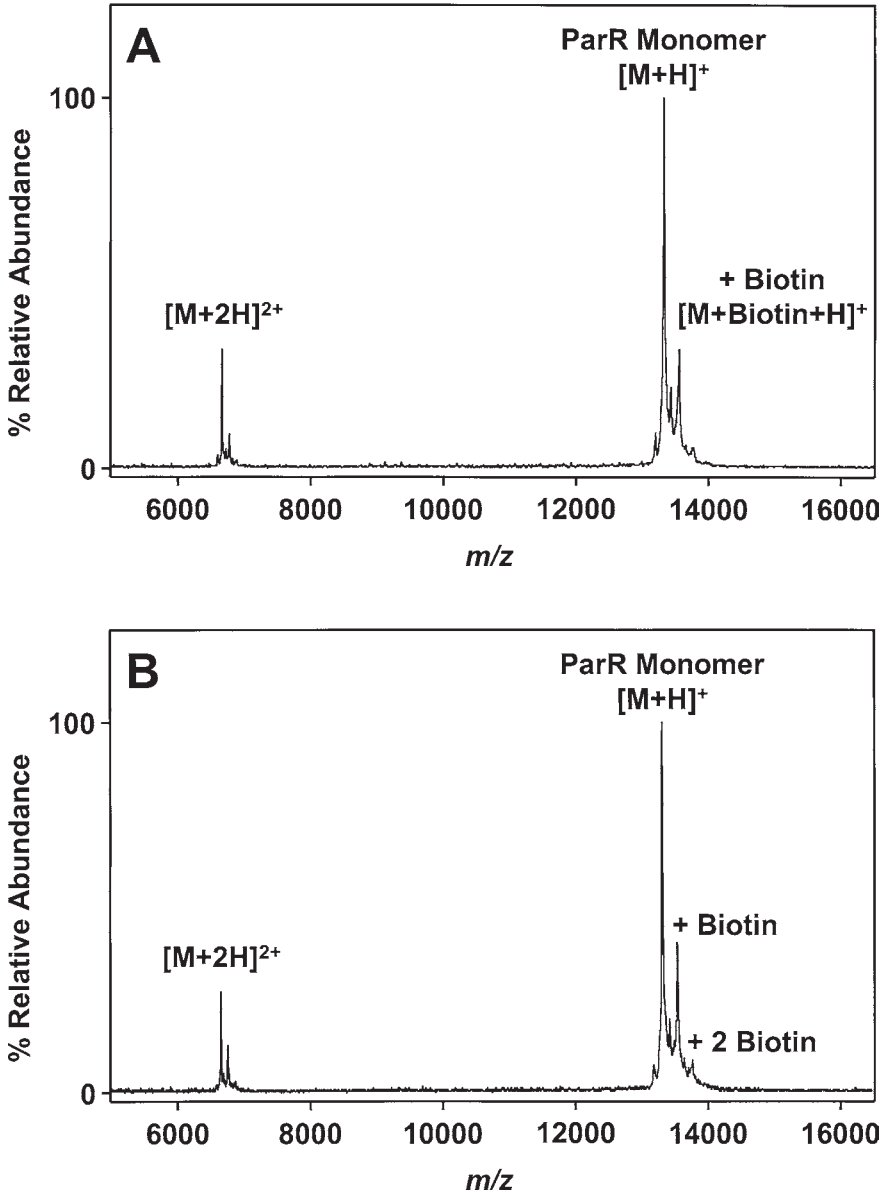 A
ParR Monomer
[M+H]+
100
+ Biotin
[M+Biotin+H]+
[M+2H]2+
% Relative Abundance
0
6000 8000 10000 12000 14000 16000
m/z
B
ParR Monomer
[M+H]+
100
+ Biotin
[M+2H]2+
+ 2 Biotin
% Relative Abundance
0
6000 8000 10000 12000 14000 16000
m/z